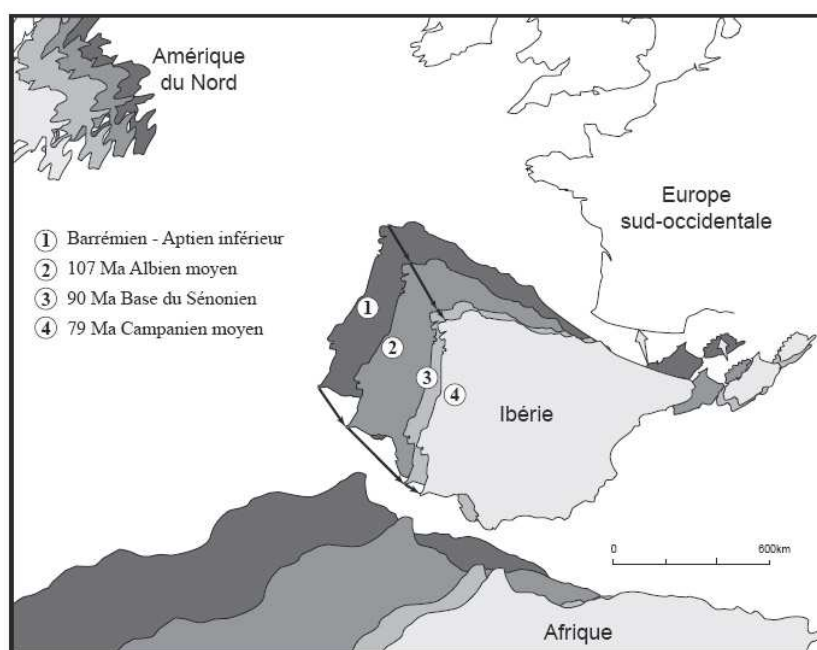 Amérique
du Nord
Europe
sud-occidentale
1 Barrémien - Aptien inférieur
2 107 Ma Albien moyen
3 90 Ma Base du Sénonien
4 79 Ma Campanien moyen
1
2
3
4
Ibérie
0 600km
Afrique